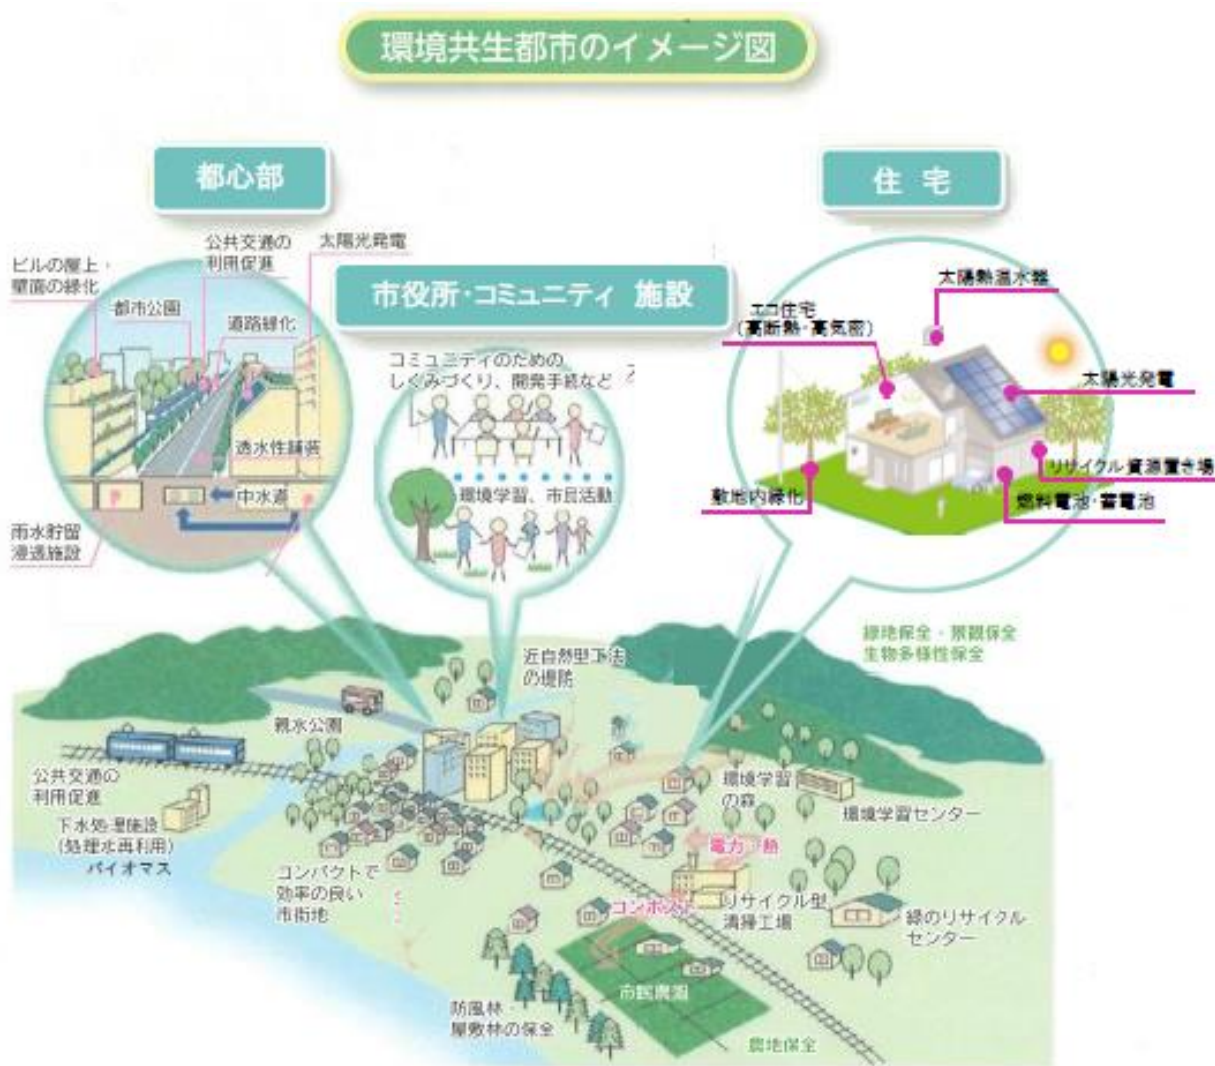 環境共生都市のイメージ図
都心部
住宅
ビルの屋上・
壁面の緑化
公共交通の
利用促進
太陽光発電
都市公園
道路緑化
透水性舗装
中水道
雨水貯留
浸透施設
市役所・コミュニティ 施設
コミュニティのための
しくみづくり、開発手続など
環境学習、市民活動
太陽熱温水器
エコ住宅
(高断熱・高気密)
太陽光発電
リサイクル資源置き場
燃料電池・蓄電池
敷地内緑化
緑地保全・景観保全
生物多様性保全
近自然型工法
の堤防
親水公園
公共交通の
利用促進
下水処理施設
(処理水再利用)
バイオマス
コンパクトで
効率の良い
市街地
環境学習
の森
環境学習センター
電力・熱
コンポスト
リサイクル型
清掃工場
緑のリサイクル
センター
市民農園
防風林・
屋敷林の保全
農地保全